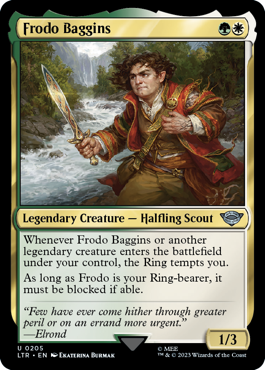 Frodo Baggins
Legendary Creature — Halfling Scout
Whenever Frodo Baggins or another
legendary creature enters the battlefield
under your control, the Ring tempts you.
As long as Frodo is your Ring-bearer, it
must be blocked if able.
"Few have ever come hither through greater
peril or on an errand more urgent."
—Elrond
1/3
U 0205
LTR • EN EKATERINA BURMAK
™ & © 2023 Wizards of the Coast
© MEE